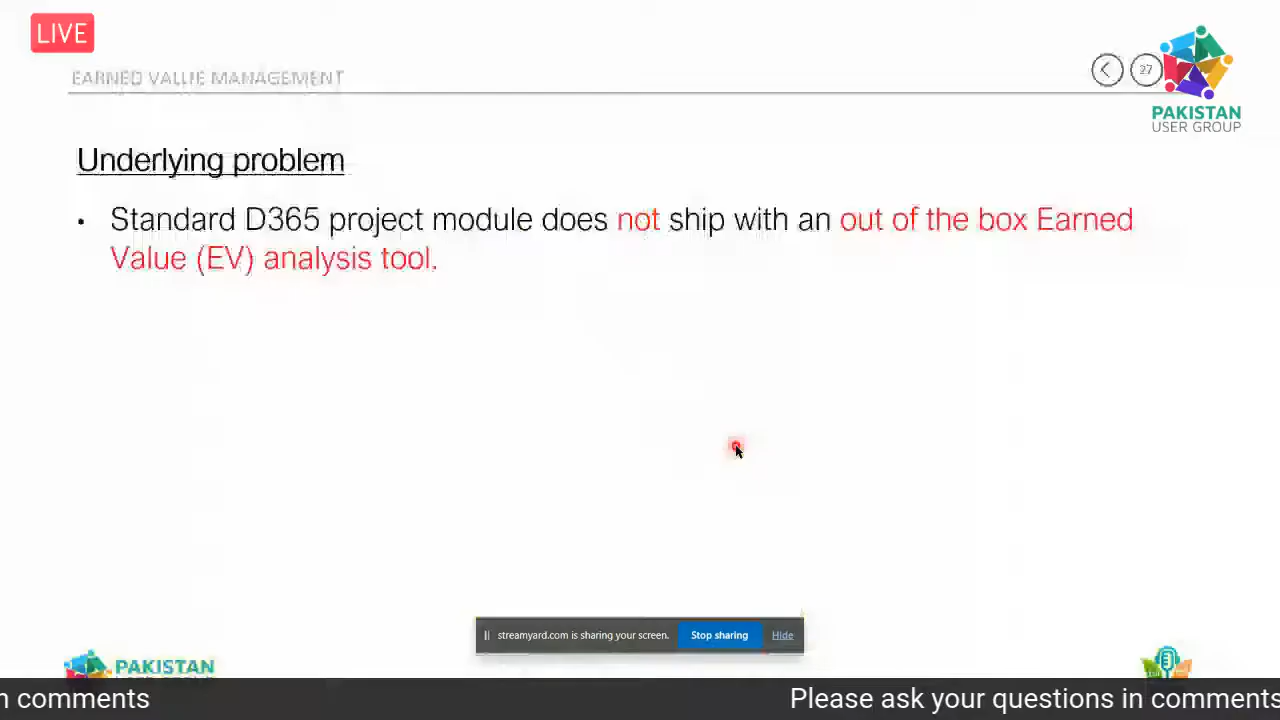 LIVE
EARNED VALUE MANAGEMENT
27
PAKISTAN
USER GROUP
Underlying problem
• Standard D365 project module does not ship with an out of the box Earned
Value (EV) analysis tool.
streamyard.com is sharing your screen. Stop sharing Hide
PAKISTAN
n comments
Please ask your questions in comments